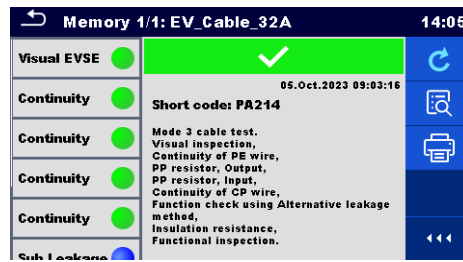 Memory 1/1: EV_Cable_32A
14:05
Visual EVSE
Continuity
Continuity
Continuity
Continuity
Sub Leakage
05.Oct.2023 09:03:16
Short code: PA214
Mode 3 cable test.
Visual inspection,
Continuity of PE wire,
PP resistor, Output,
PP resistor, Input,
Continuity of CP wire,
Function check using Alternative leakage
method,
Insulation resistance,
Functional inspection.